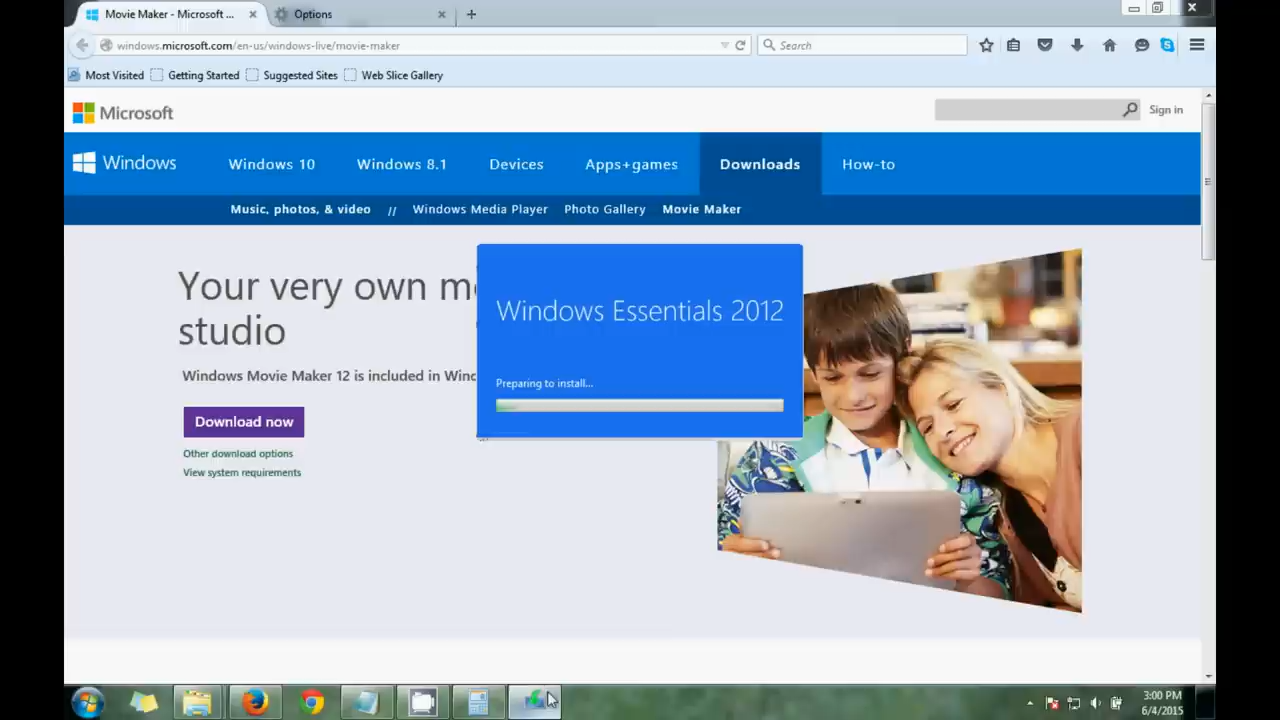 Movie Maker - Microsoft ...
Options
windows.microsoft.com/en-us/windows-live/movie-maker
Search
Most Visited
Getting Started
Suggested Sites
Web Slice Gallery
Microsoft
Sign in
Windows
Windows 10
Windows 8.1
Devices
Apps+games
Downloads
How-to
Music, photos, & video // Windows Media Player Photo Gallery Movie Maker
Your very own m
studio
Windows Movie Maker 12 is included in Wind
Download now
Other download options
View system requirements
Windows Essentials 2012
Preparing to install...
3:00 PM
6/4/2015